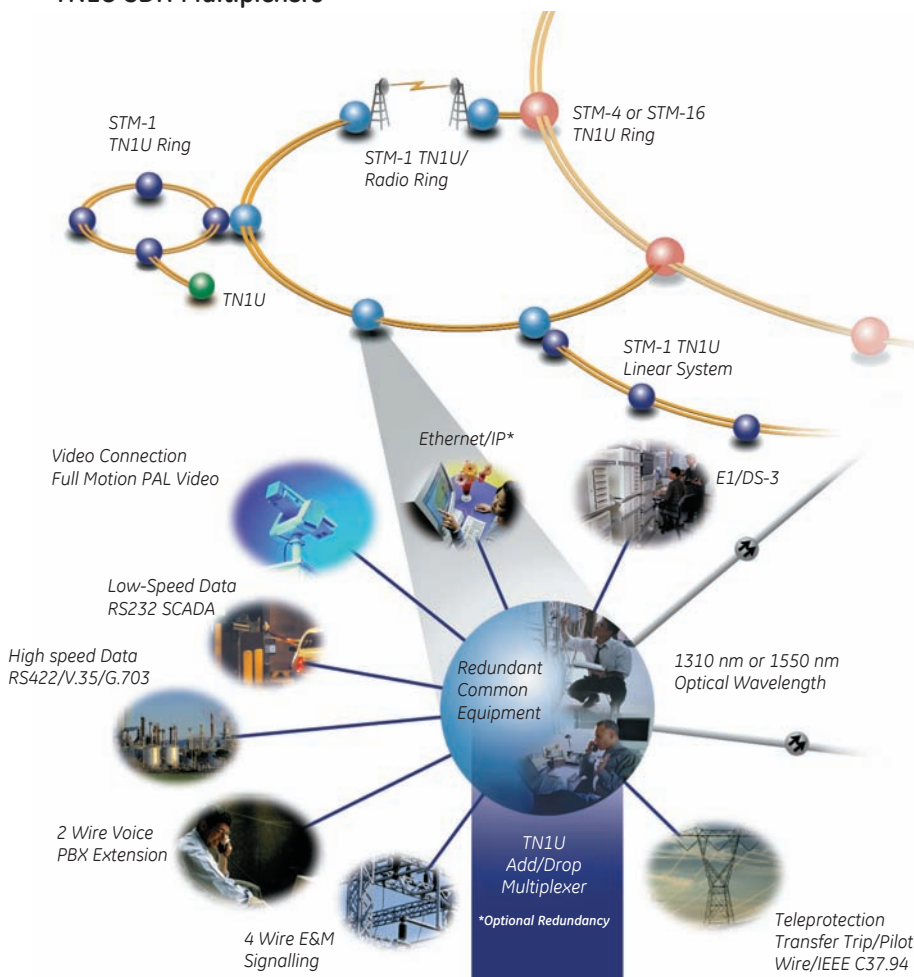 STM-1
TN1U Ring
STM-1 TN1U/
Radio Ring
STM-4 or STM-16
TN1U Ring
TN1U
STM-1 TN1U
Linear System
Video Connection
Full Motion PAL Video
Ethernet/IP*
E1/DS-3
Low-Speed Data
RS232 SCADA
High speed Data
RS422/V.35/G.703
Redundant
Common
Equipment
1310 nm or 1550 nm
Optical Wavelength
2 Wire Voice
PBX Extension
4 Wire E&M
Signalling
TN1U
Add/Drop
Multiplexer
*Optional Redundancy
Teleprotection
Transfer Trip/Pilot
Wire/IEEE C37.94